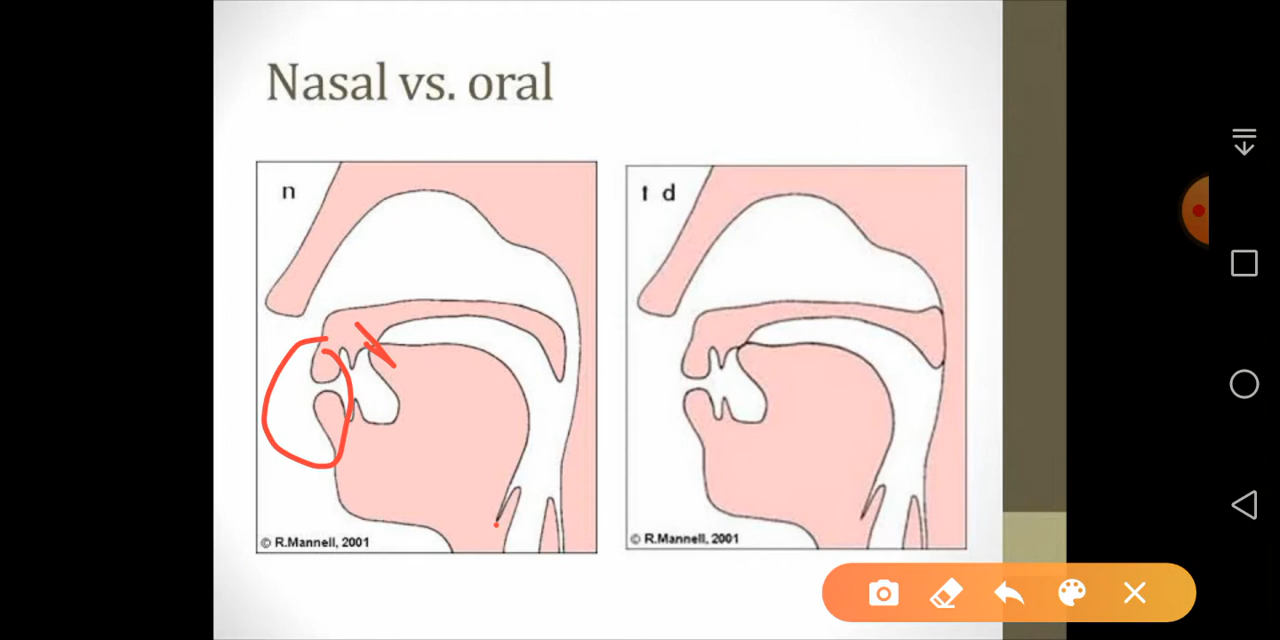 Nasal vs. oral
n
t d
© R.Mannell, 2001
© R.Mannell, 2001